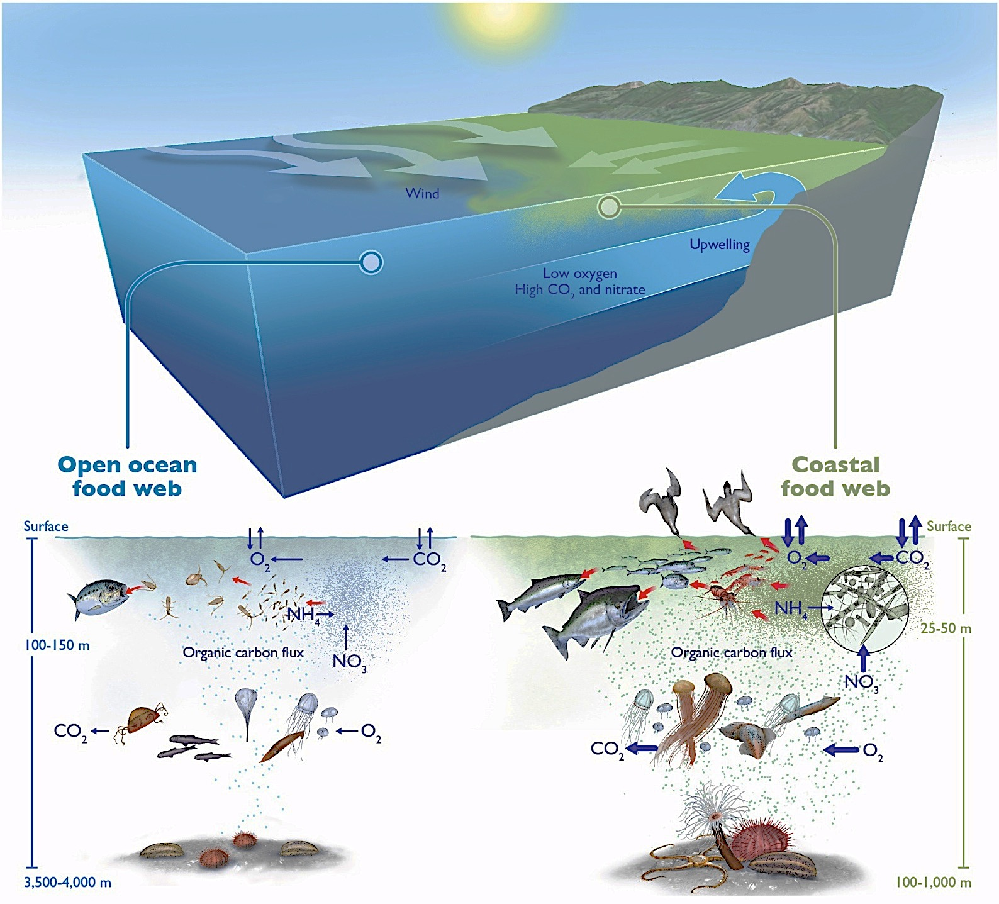 Wind
Upwelling
Low oxygen
High CO₂ and nitrate
Open ocean
food web
Coastal
food web
Surface
O₂
CO₂
NH₄
100-150 m
Organic carbon flux
NO₃
CO₂
O₂
3,500-4,000 m
Surface
O₂
CO₂
NH₄
25-50 m
Organic carbon flux
NO₃
CO₂
O₂
100-1,000 m